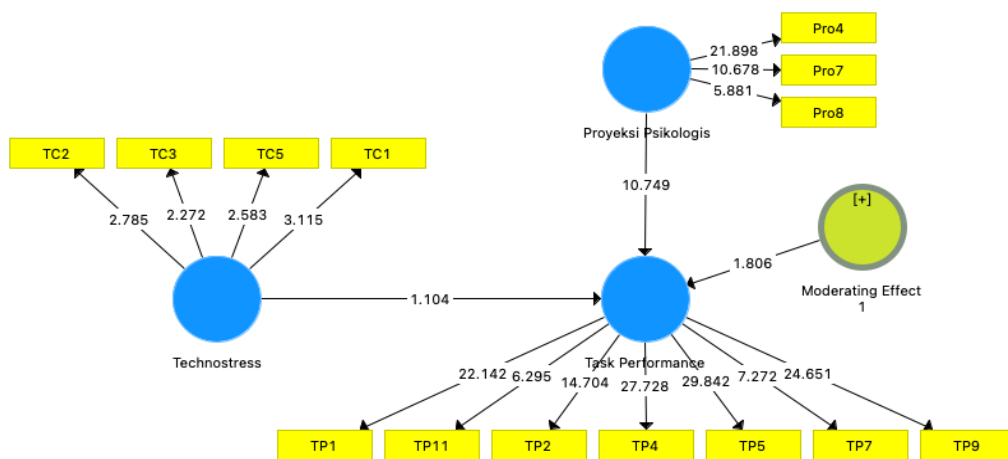 Pro4
21.898
10.678
Pro7
5.881
Pro8
Proyeksi Psikologis
TC2
TC3
TC5
TC1
2.785
2.272
2.583
3.115
10.749
[+]
1.806
Moderating Effect
1
1.104
Technostress
Task Performance
22.142
6.295
14.704
27.728
29.842
7.272
24.651
TP1
TP11
TP2
TP4
TP5
TP7
TP9